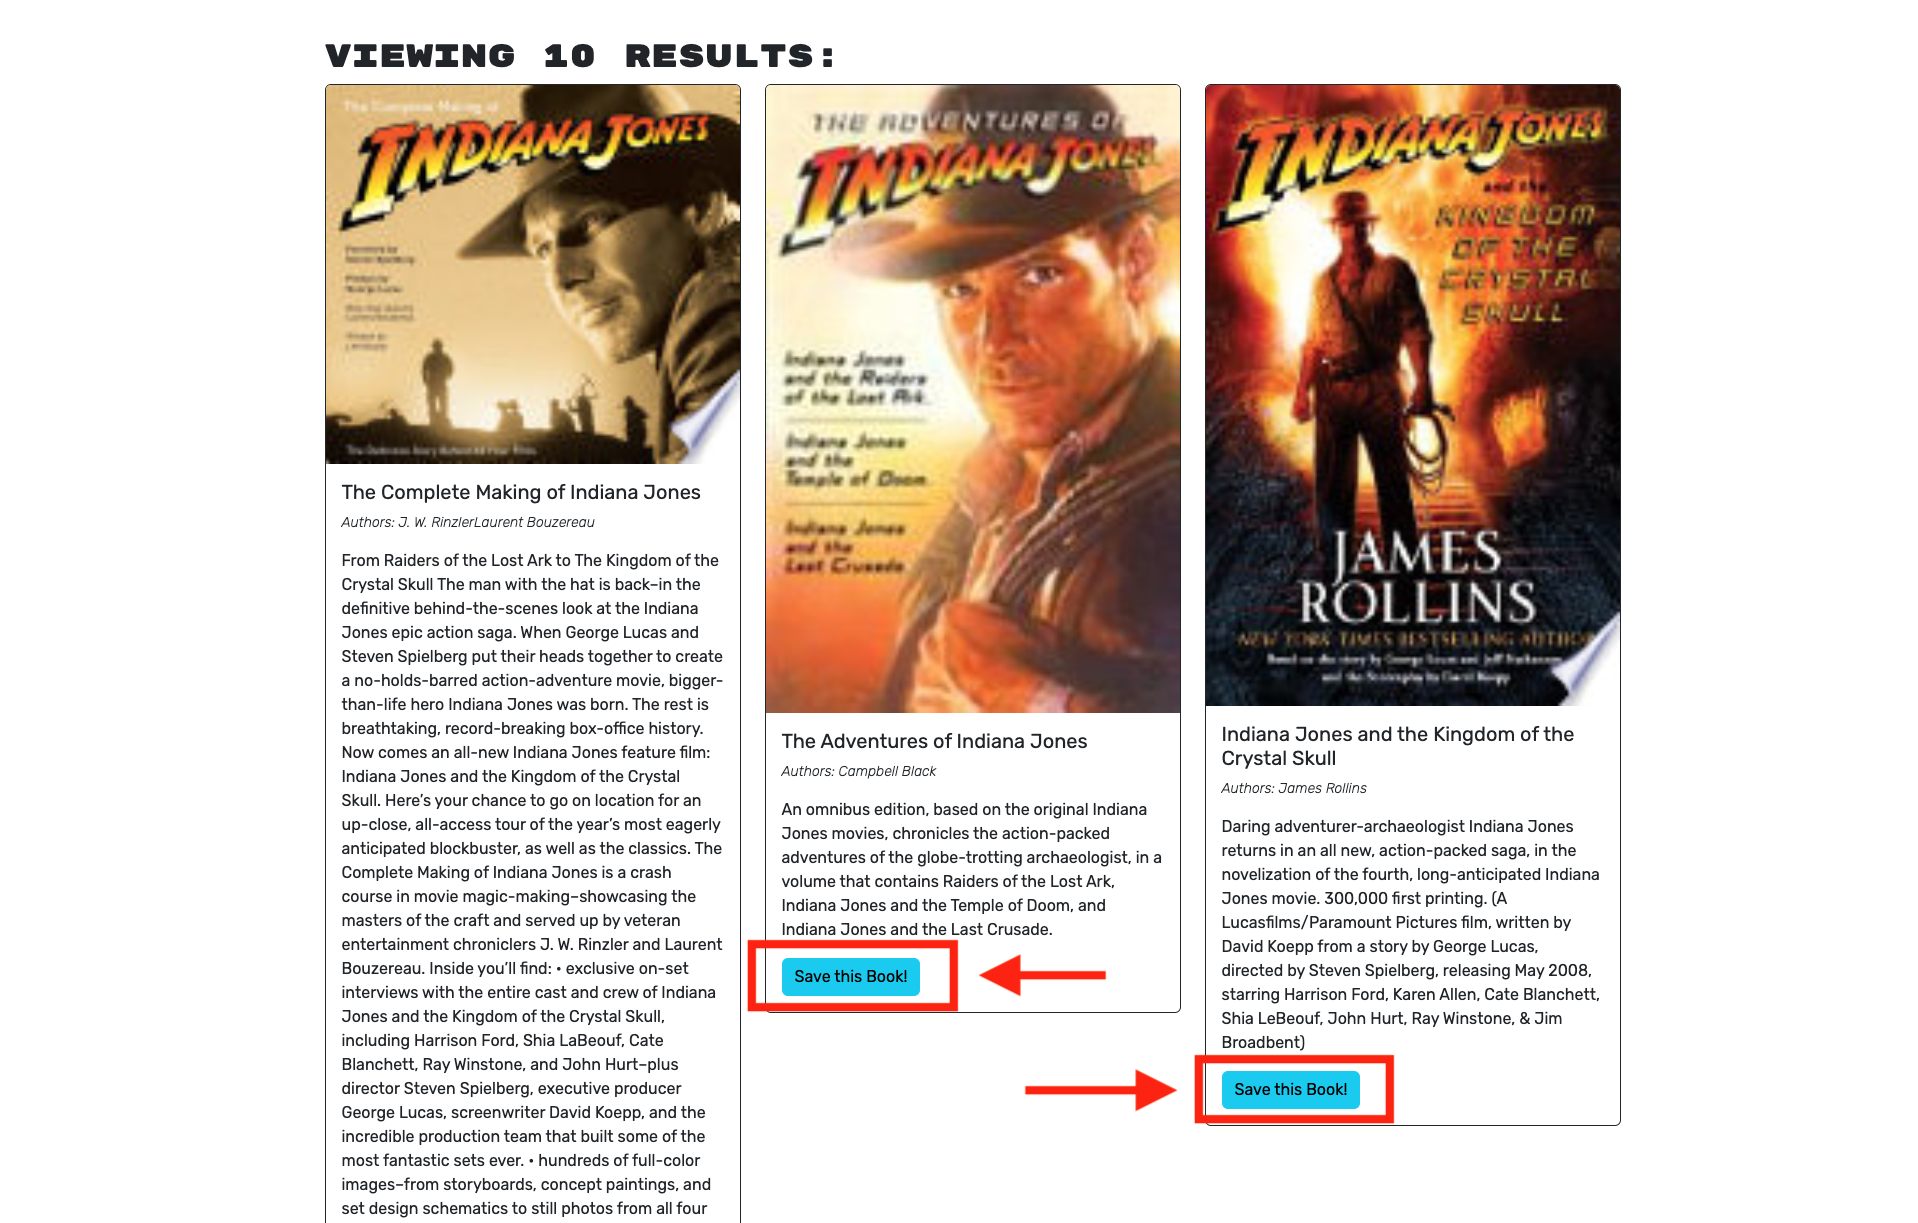 VIEWING 10 RESULTS:
The Complete Making of
INDIANA JONES
The Complete Making of Indiana Jones
Authors: J. W. RinzlerLaurent Bouzereau
From Raiders of the Lost Ark to The Kingdom of the
Crystal Skull The man with the hat is back–in the
definitive behind-the-scenes look at the Indiana
Jones epic action saga. When George Lucas and
Steven Spielberg put their heads together to create
a no-holds-barred action-adventure movie, bigger-
than-life hero Indiana Jones was born. The rest is
breathtaking, record-breaking box-office history.
Now comes an all-new Indiana Jones feature film:
Indiana Jones and the Kingdom of the Crystal
Skull. Here’s your chance to go on location for an
up-close, all-access tour of the year’s most eagerly
anticipated blockbuster, as well as the classics. The
Complete Making of Indiana Jones is a crash
course in movie magic-making–showcasing the
masters of the craft and served up by veteran
entertainment chroniclers J. W. Rinzler and Laurent
Bouzereau. Inside you’ll find: • exclusive on-set
interviews with the entire cast and crew of Indiana
Jones and the Kingdom of the Crystal Skull,
including Harrison Ford, Shia LaBeouf, Cate
Blanchett, Ray Winstone, and John Hurt–plus
director Steven Spielberg, executive producer
George Lucas, screenwriter David Koepp, and the
incredible production team that built some of the
most fantastic sets ever. • hundreds of full-color
images–from storyboards, concept paintings, and
set design schematics to still photos from all four
THE ADVENTURES OF
INDIANA JONES
Indiana Jones
and the Raiders
of the Lost Ark
Indiana Jones
and the
Temple of Doom
Indiana Jones
and the
Last Crusade
The Adventures of Indiana Jones
Authors: Campbell Black
An omnibus edition, based on the original Indiana
Jones movies, chronicles the action-packed
adventures of the globe-trotting archaeologist, in a
volume that contains Raiders of the Lost Ark,
Indiana Jones and the Temple of Doom, and
Indiana Jones and the Last Crusade.
Save this Book!
INDIANA JONES
and the
KINGDOM
OF THE
CRYSTAL
SKULL
JAMES
ROLLINS
NEW YORK TIMES BESTSELLING AUTHOR
Indiana Jones and the Kingdom of the
Crystal Skull
Authors: James Rollins
Daring adventurer-archaeologist Indiana Jones
returns in an all new, action-packed saga, in the
novelization of the fourth, long-anticipated Indiana
Jones movie. 300,000 first printing. (A
Lucasfilms/Paramount Pictures film, written by
David Koepp from a story by George Lucas,
directed by Steven Spielberg, releasing May 2008,
starring Harrison Ford, Karen Allen, Cate Blanchett,
Shia LeBeouf, John Hurt, Ray Winstone, & Jim
Broadbent)
Save this Book!